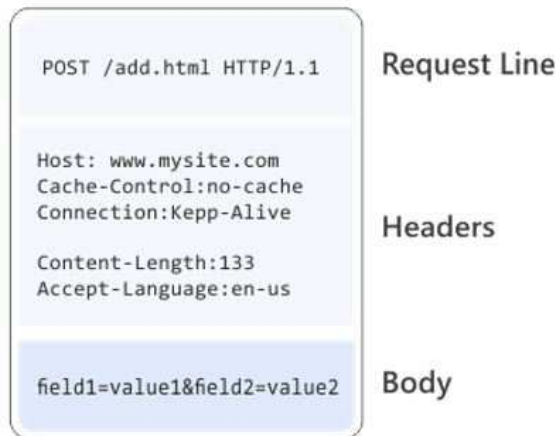 POST /add.html HTTP/1.1
Request Line
Host: www.mysite.com
Cache-Control:no-cache
Connection:Kepp-Alive
Content-Length:133
Accept-Language:en-us
Headers
field1=value1&field2=value2
Body